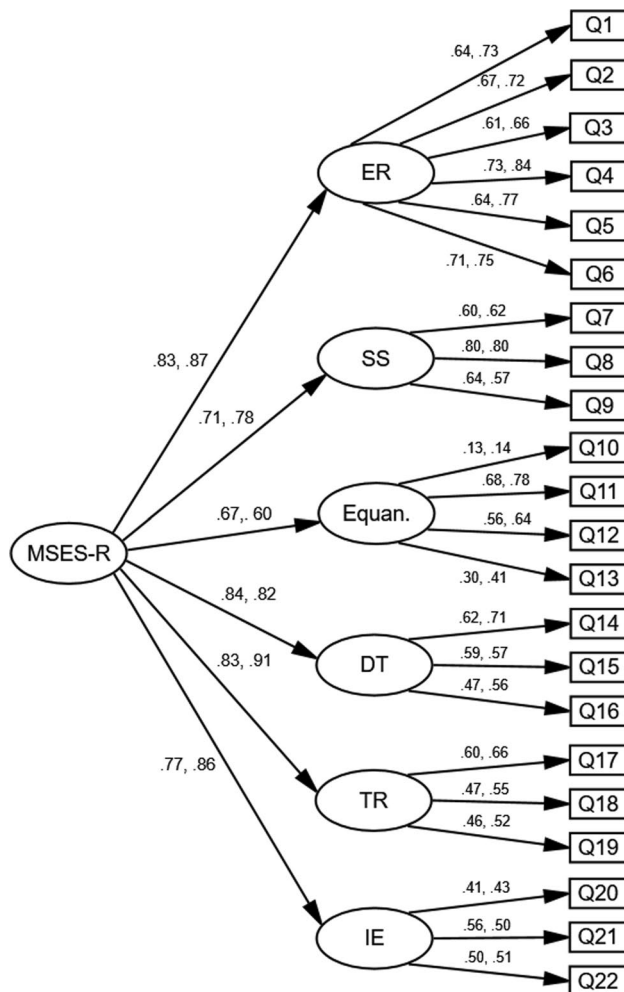 Q1
.64, .73
Q2
.67, .72
Q3
.61, .66
ER
.73, .84
Q4
.64, .77
Q5
.71, .75
Q6
.60, .62
Q7
.83, .87
SS
.80, .80
Q8
.64, .57
Q9
.71, .78
.13, .14
Q10
.68, .78
Q11
.67,. 60
Equan.
.56, .64
Q12
MSES-R
.30, .41
Q13
.84, .82
.62, .71
Q14
DT
.59, .57
Q15
.83, .91
.47, .56
Q16
.77, .86
.60, .66
Q17
TR
.47, .55
Q18
.46, .52
Q19
.41, .43
Q20
IE
.56, .50
Q21
.50, .51
Q22